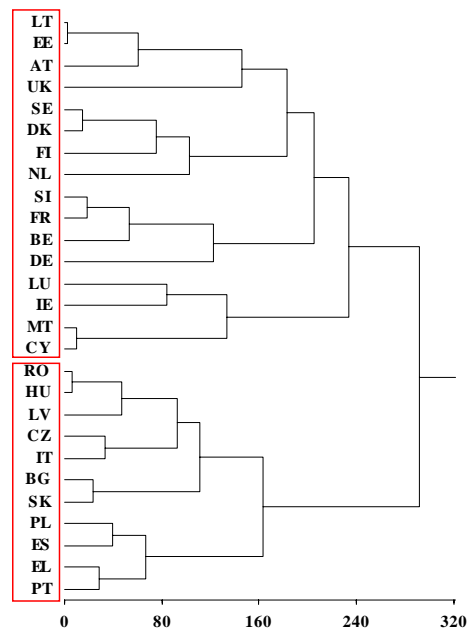 LT
EE
AT
UK
SE
DK
FI
NL
SI
FR
BE
DE
LU
IE
MT
CY
RO
HU
LV
CZ
IT
BG
SK
PL
ES
EL
PT
0 80 160 240 320